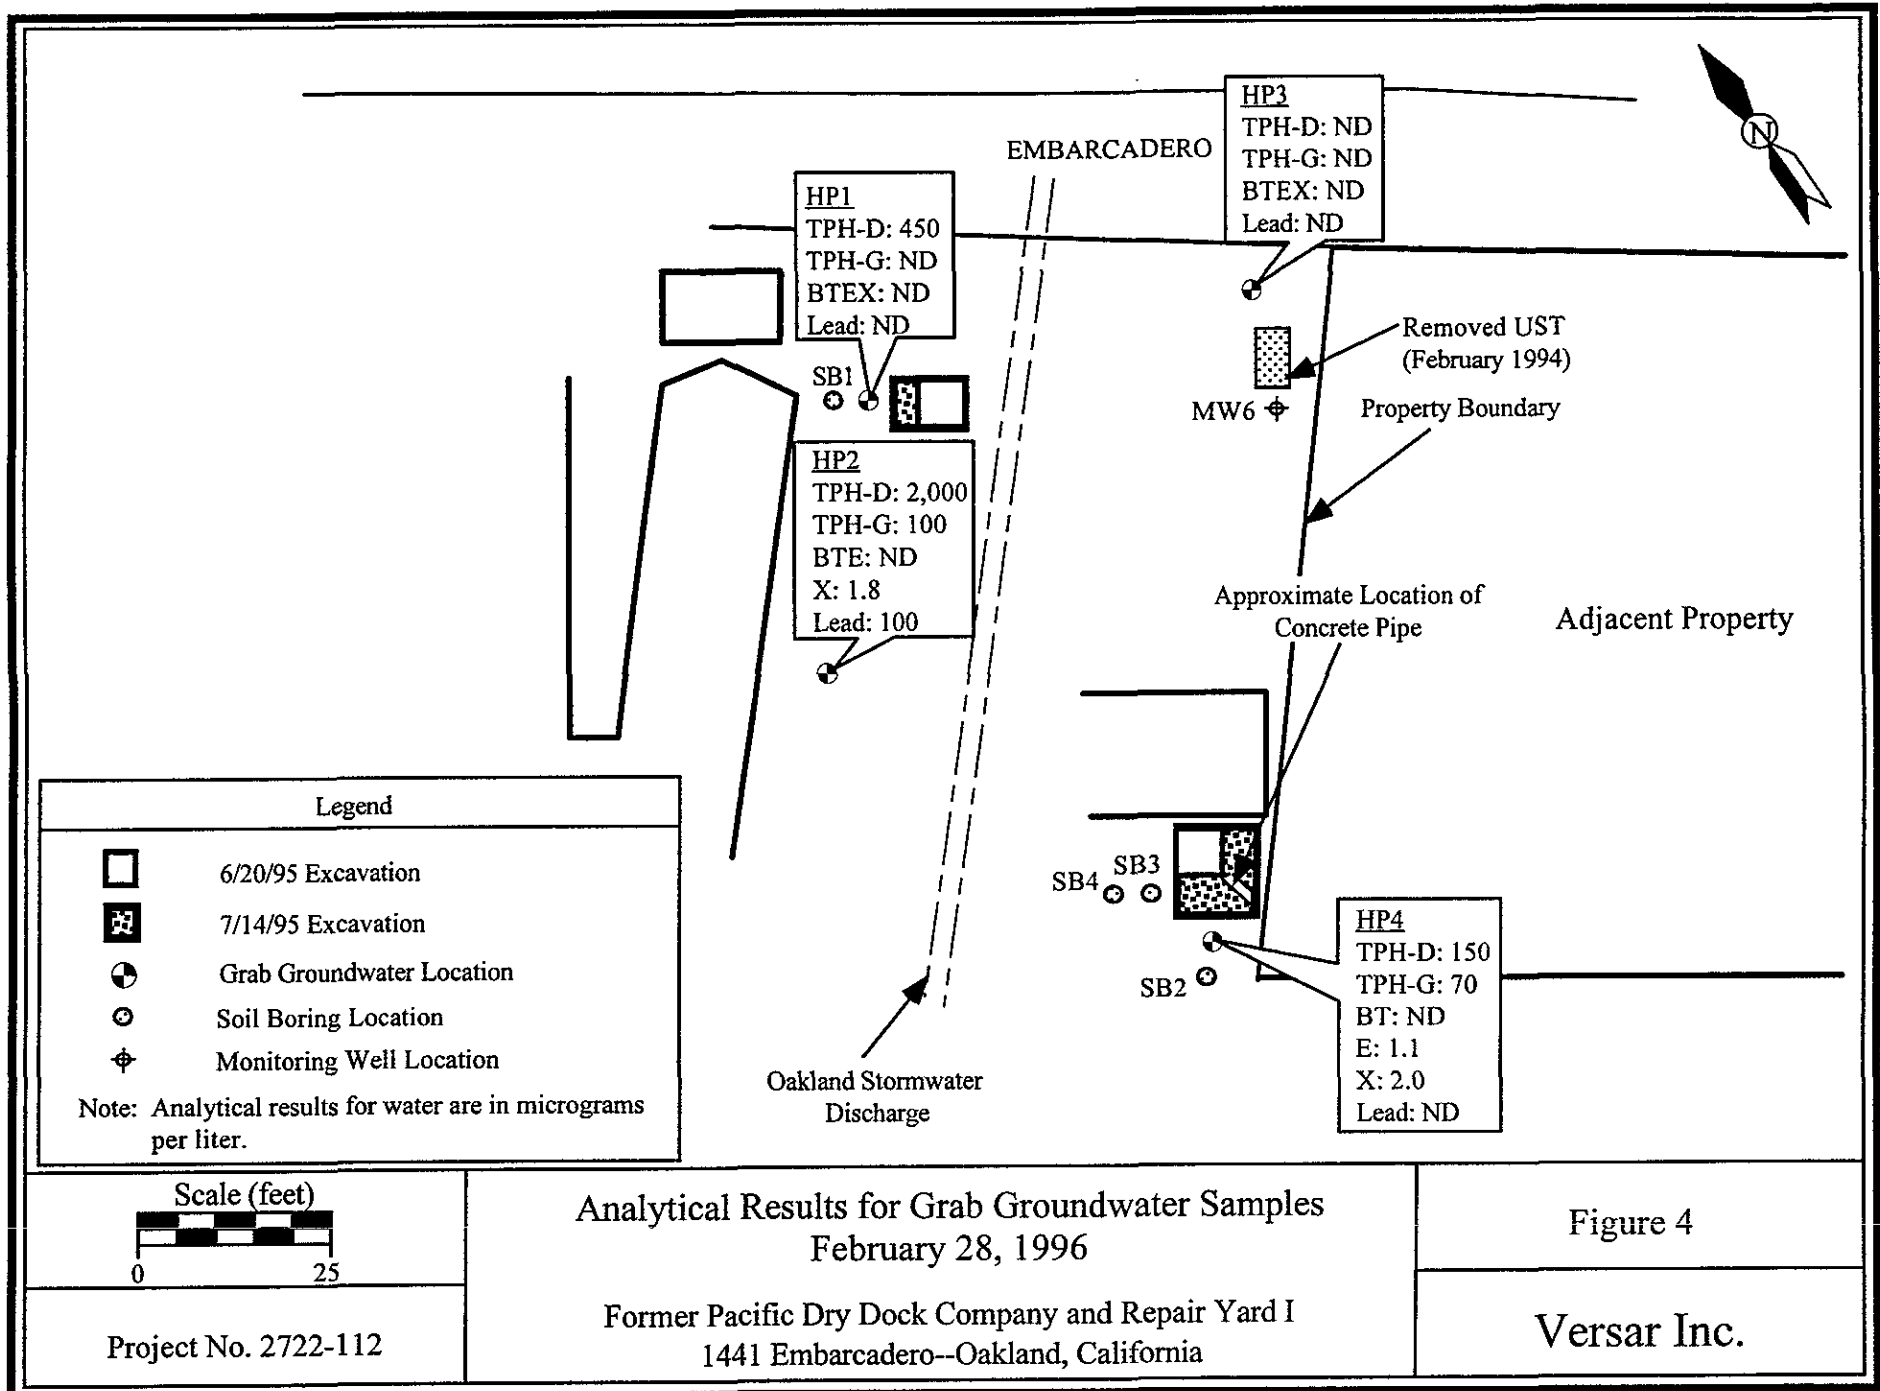 EMBARCADERO
HP3
TPH-D: ND
TPH-G: ND
BTEX: ND
Lead: ND
N
HP1
TPH-D: 450
TPH-G: ND
BTEX: ND
Lead: ND
SB1
Removed UST
(February 1994)
MW6
Property Boundary
HP2
TPH-D: 2,000
TPH-G: 100
BTE: ND
X: 1.8
Lead: 100
Approximate Location of
Concrete Pipe
Adjacent Property
SB4
SB3
SB2
HP4
TPH-D: 150
TPH-G: 70
BT: ND
E: 1.1
X: 2.0
Lead: ND
Oakland Stormwater
Discharge
Legend
6/20/95 Excavation
7/14/95 Excavation
Grab Groundwater Location
Soil Boring Location
Monitoring Well Location
Note: Analytical results for water are in micrograms
per liter.
Scale (feet)
0 25
Project No. 2722-112
Analytical Results for Grab Groundwater Samples
February 28, 1996
Former Pacific Dry Dock Company and Repair Yard I
1441 Embarcadero--Oakland, California
Figure 4
Versar Inc.